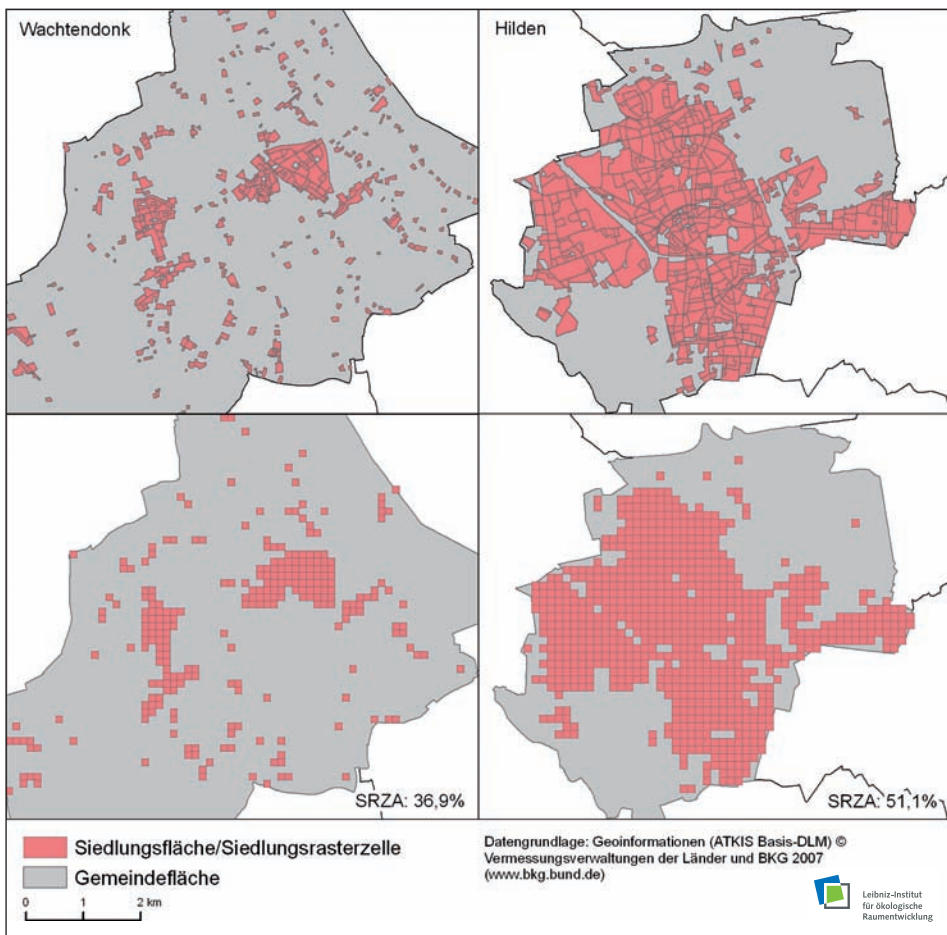 Wachtendonk
Hilden
SRZA: 36,9%
SRZA: 51,1%
Siedlungsfläche/Siedlungsrasterzelle
Gemeindefläche
0 1 2 km
Datengrundlage: Geoinformationen (ATKIS Basis-DLM) ©
Vermessungsverwaltungen der Länder und BKG 2007
(www.bkg.bund.de)
Leibniz-Institut
für ökologische
Raumentwicklung